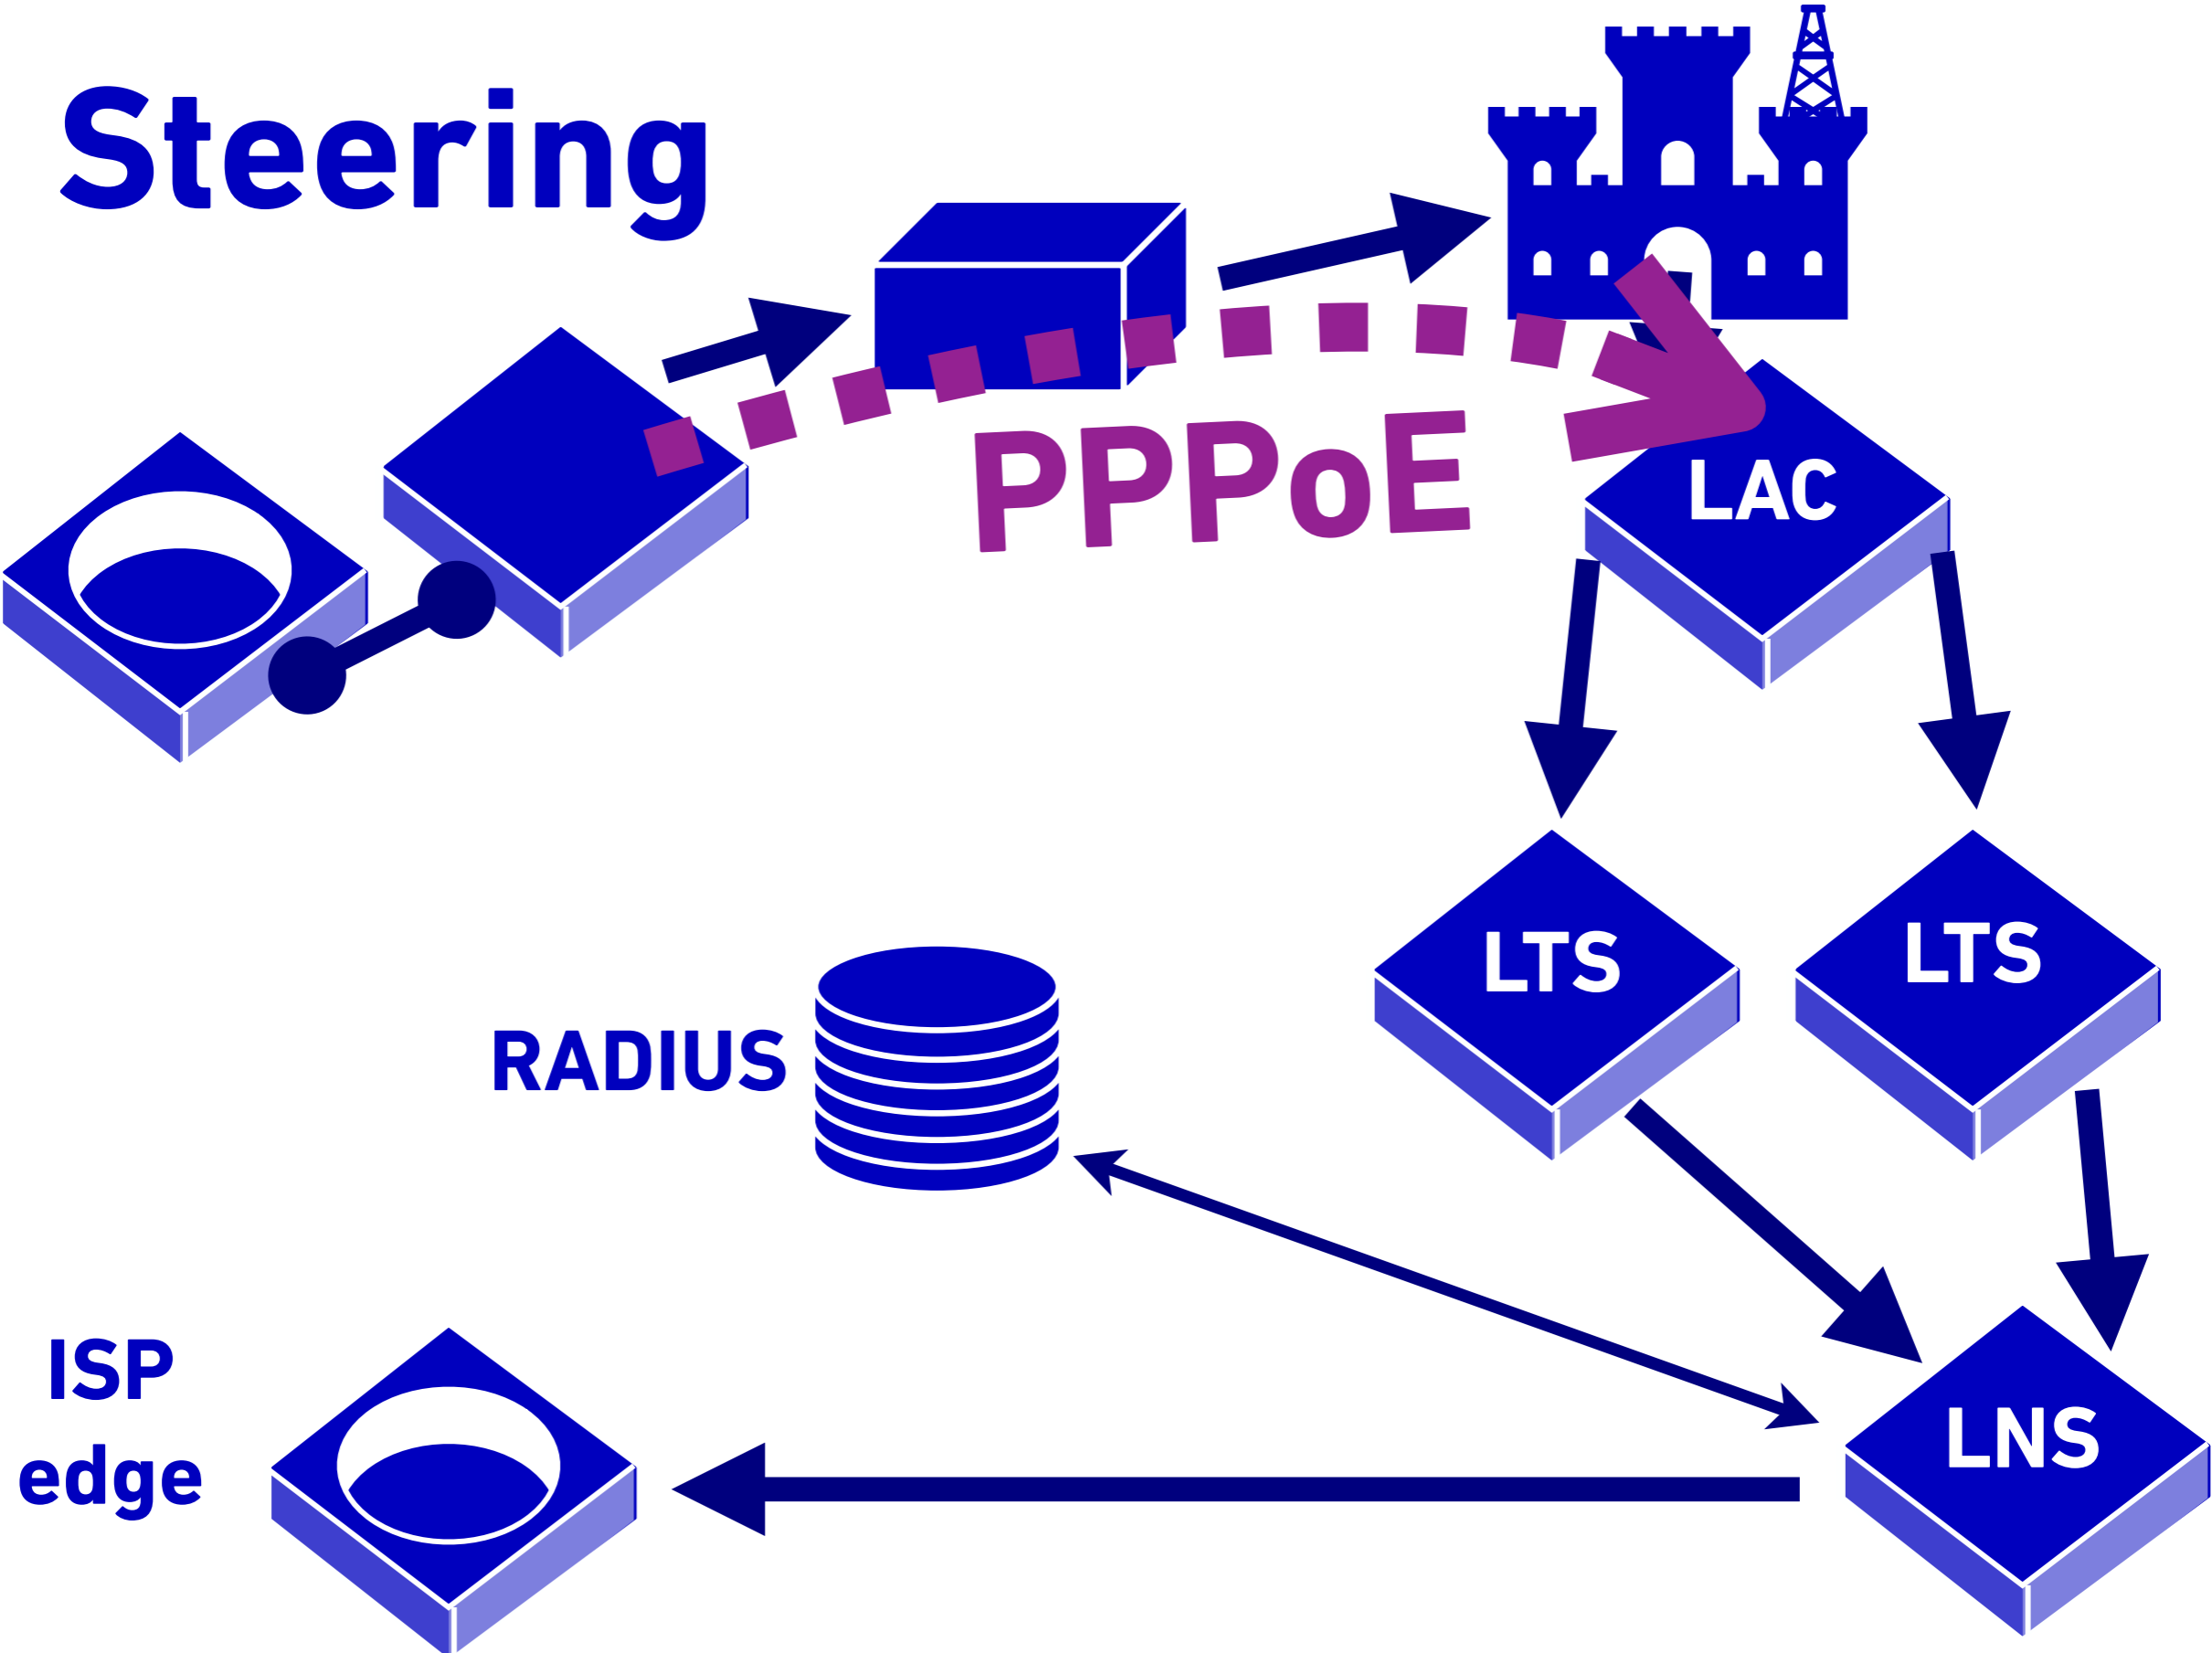 Steering
PPPoE
LAC
LTS
LTS
RADIUS
ISP
edge
LNS